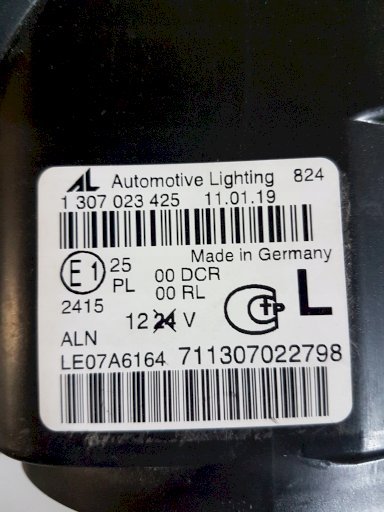 AL Automotive Lighting 824
1 307 023 425 11.01.19
Made in Germany
E1 25 00 DCR
PL 00 RL
2415
12 24 V
CTP L
ALN
LE07A6164 711307022798